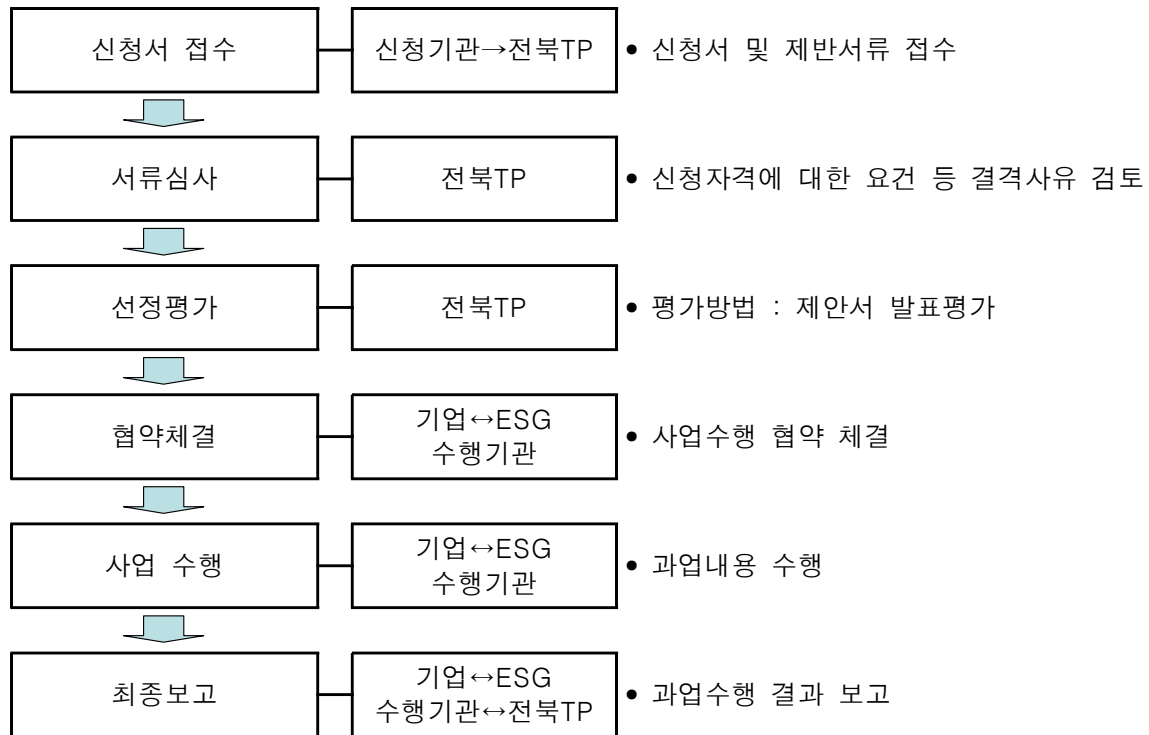 신청서 접수
신청기관→전북TP
• 신청서 및 제반서류 접수
서류심사
전북TP
• 신청자격에 대한 요건 등 결격사유 검토
선정평가
전북TP
• 평가방법 : 제안서 발표평가
협약체결
기업↔ESG
수행기관
• 사업수행 협약 체결
사업 수행
기업↔ESG
수행기관
• 과업내용 수행
최종보고
기업↔ESG
수행기관↔전북TP
• 과업수행 결과 보고